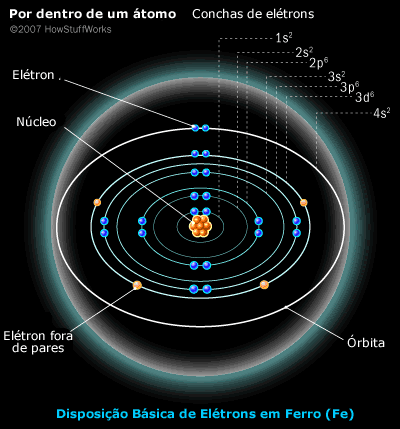 Por dentro de um átomo Conchas de elétrons
©2007 HowStuffWorks
1s²
2s²
2p⁶
3s²
3p⁶
3d⁶
4s²
Elétron
Núcleo
Elétron fora
de pares
Órbita
Disposição Básica de Elétrons em Ferro (Fe)